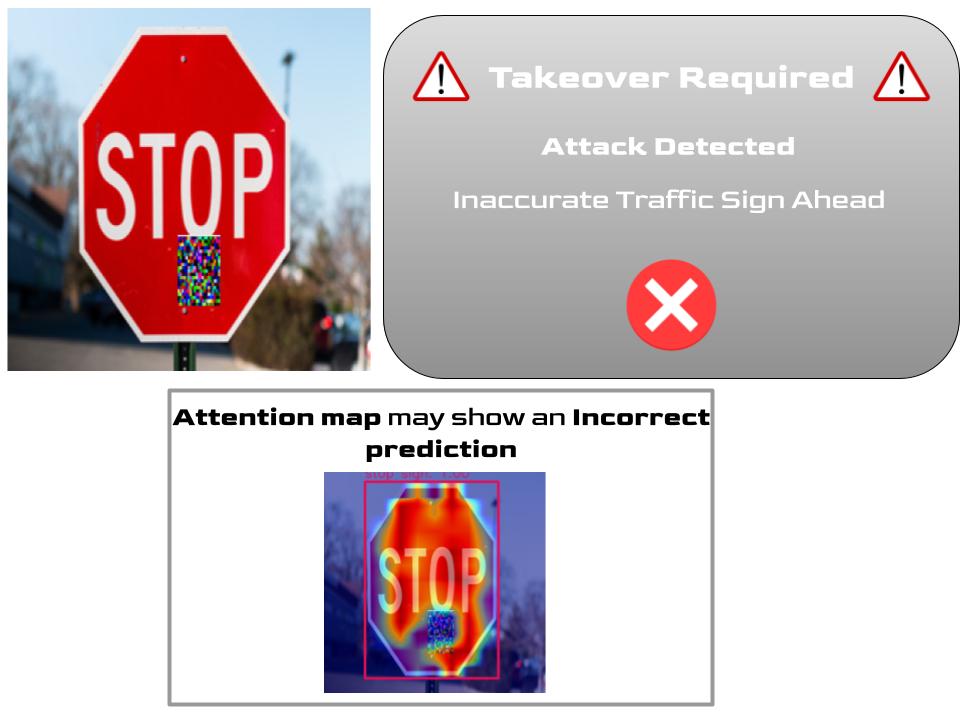 STOP
Takeover Required
Attack Detected
Inaccurate Traffic Sign Ahead
Attention map may show an Incorrect
prediction
stop sign: 1.00
STOP